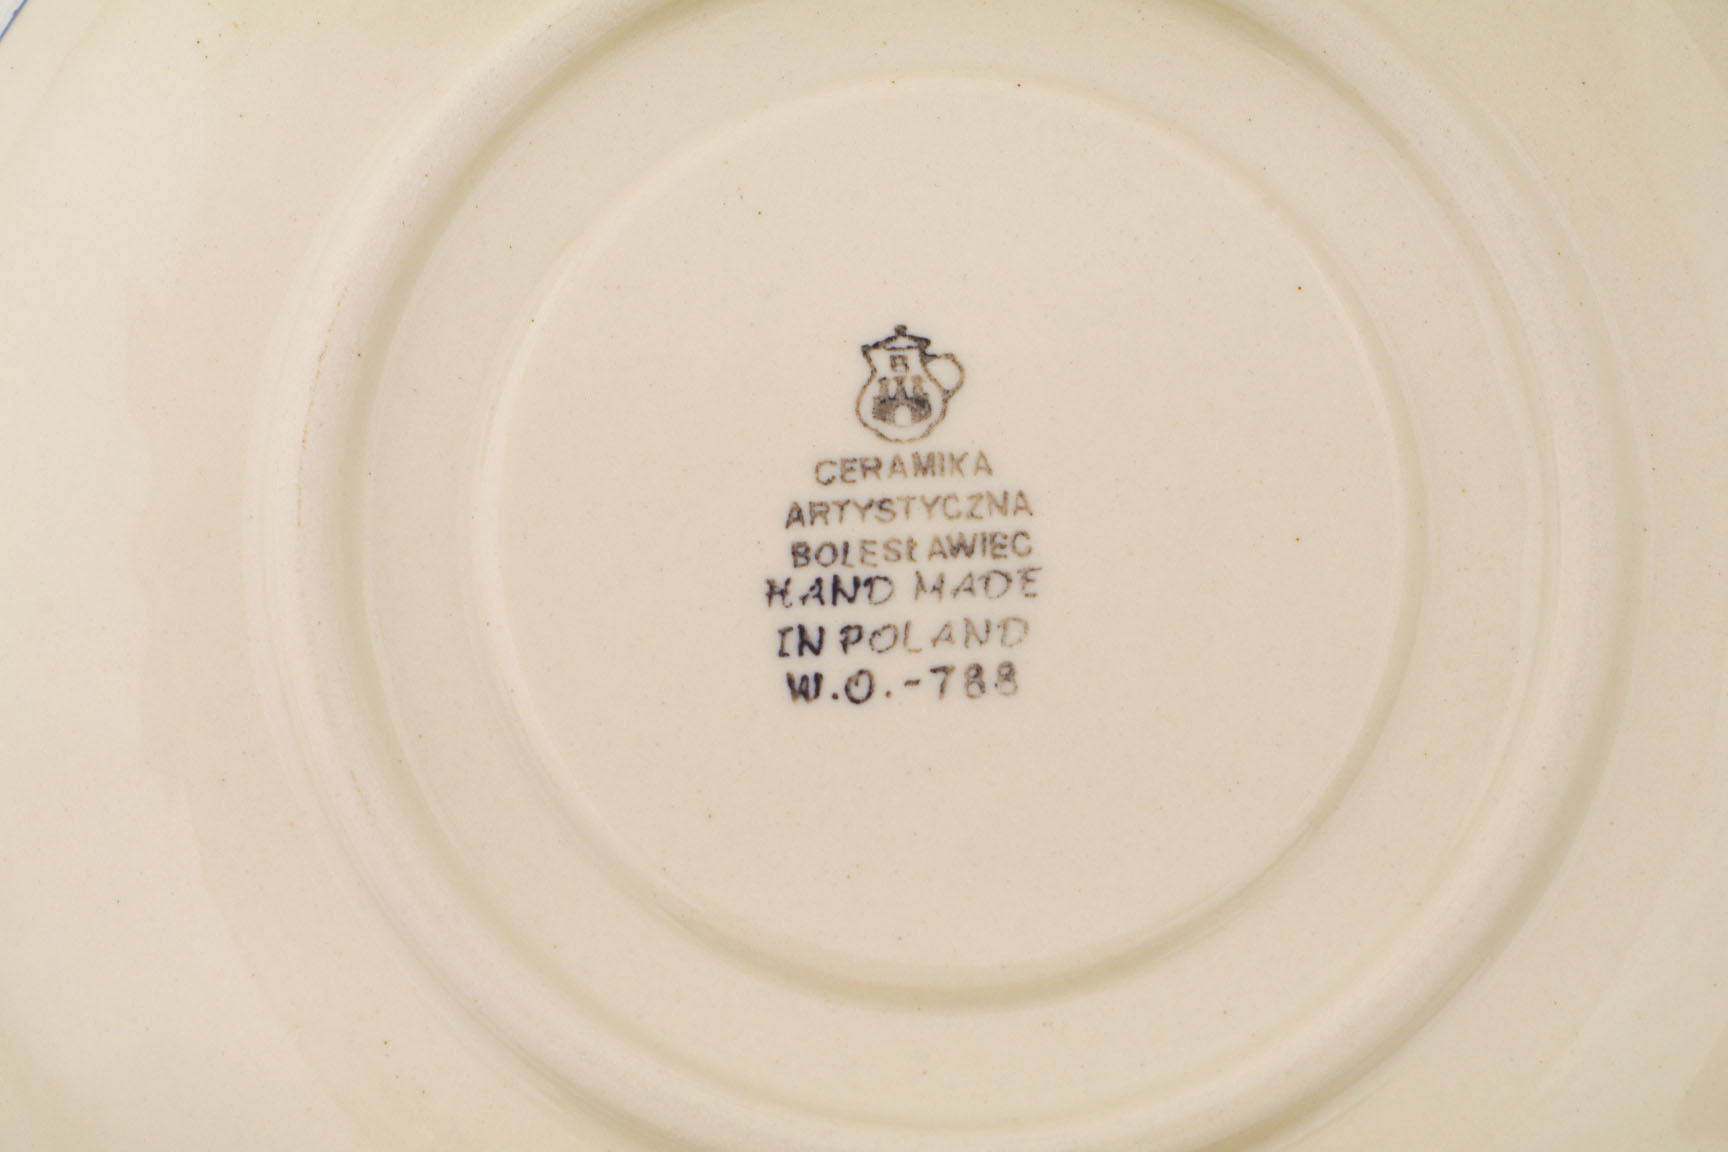 B
CERAMIKA
ARTYSTYCZNA
BOLESŁAWIEC
HAND MADE
IN POLAND
W.O.-788